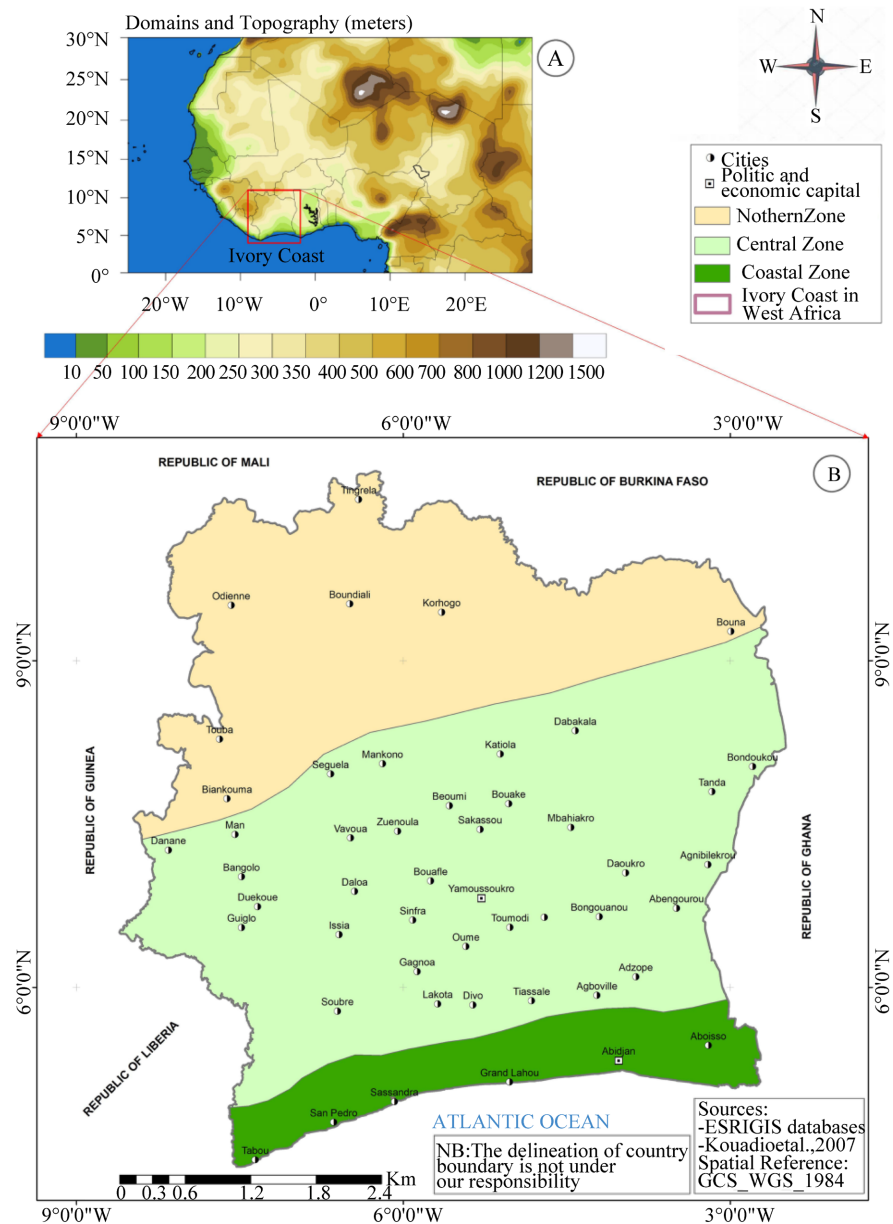 Domains and Topography (meters)
30°N
25°N
20°N
15°N
10°N
5°N
0°
A
Ivory Coast
20°W
10°W
0°
10°E
20°E
N
W
E
S
Cities
Politic and
economic capital
NothernZone
Central Zone
Coastal Zone
Ivory Coast in
West Africa
10 50 100 150 200 250 300 350 400 500 600 700 800 1000 1200 1500
9°0'0"W
6°0'0"W
3°0'0"W
REPUBLIC OF MALI
REPUBLIC OF BURKINA FASO
B
Tingrela
Odienne
Boundiali
Korhogo
Bouna
9°0'0"N
9°0'0"N
Touba
Dabakala
Katiola
Mankono
Seguela
Bondoukou
Tanda
Biankouma
Beoumi
Bouake
REPUBLIC OF GUINEA
Man
Vavoua
Zuenoula
Sakassou
Mbahiakro
Danane
REPUBLIC OF GHANA
Bangolo
Bouafle
Daoukro
Agnibilekrou
Daloa
Yamoussoukro
Duekoue
Abengourou
Guiglo
Sinfra
Toumodi
Bongouanou
Issia
Oume
Gagnoa
Adzope
6°0'0"N
6°0'0"N
Soubre
Lakota
Divo
Tiassale
Agboville
REPUBLIC OF LIBERIA
Aboisso
Abidjan
Grand Lahou
Sassandra
San Pedro
Tabou
ATLANTIC OCEAN
NB:The delineation of country
boundary is not under
our responsibility
Sources:
-ESRIGIS databases
-Kouadioetal.,2007
Spatial Reference:
GCS_WGS_1984
Km
0 0.3 0.6 1.2 1.8 2.4
9°0'0"W
6°0'0"W
3°0'0"W